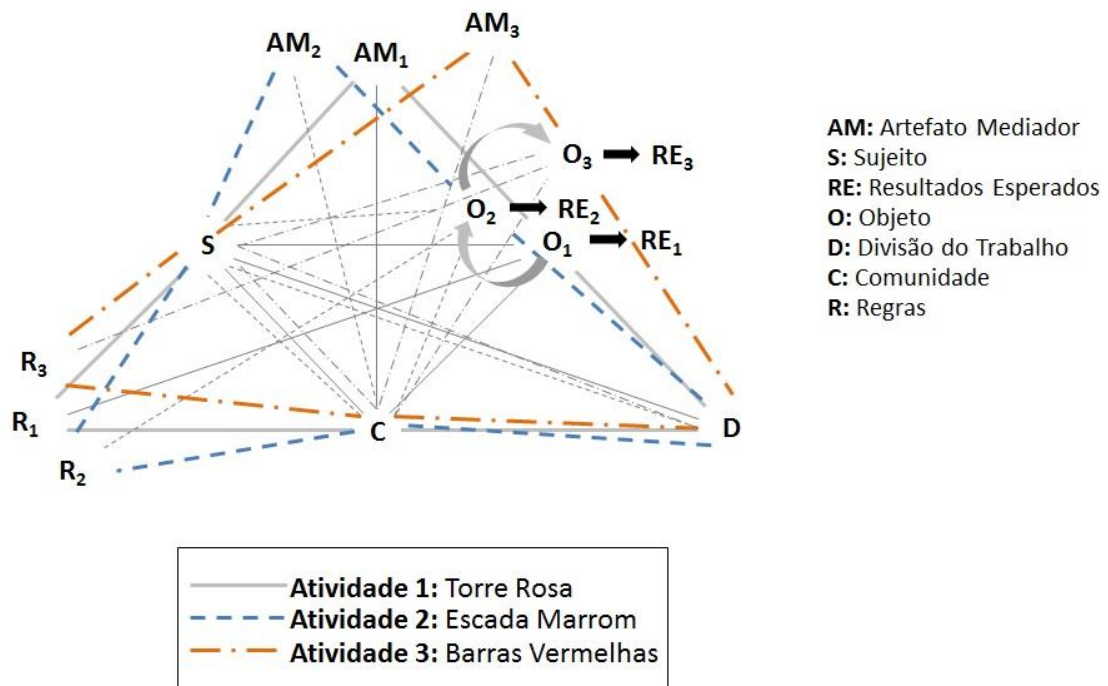 AM₃
AM₂
AM₁
O₃ RE₃
O₂ RE₂
S
O₁ RE₁
R₃
R₁
C
D
R₂
AM: Artefato Mediador
S: Sujeito
RE: Resultados Esperados
O: Objeto
D: Divisão do Trabalho
C: Comunidade
R: Regras
Atividade 1: Torre Rosa
Atividade 2: Escada Marrom
Atividade 3: Barras Vermelhas